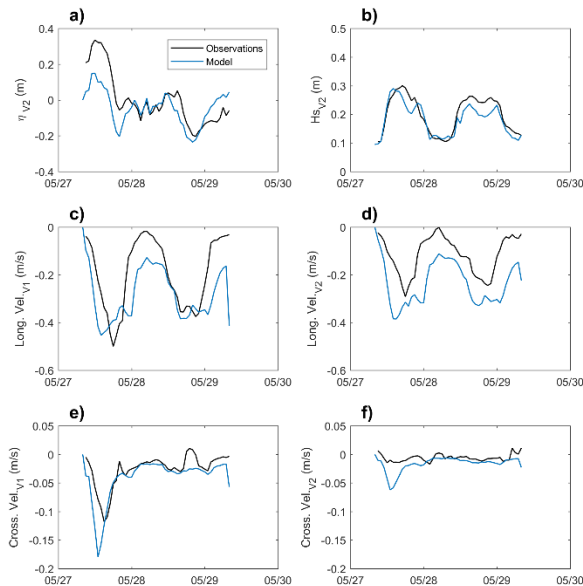 a)
0.4
0.2
0
-0.2
-0.4
η V2 (m)
Observations
Model
05/27 05/28 05/29 05/30
b)
0.5
0.4
0.3
0.2
0.1
0
Hs V2 (m)
05/27 05/28 05/29 05/30
c)
0
-0.2
-0.4
-0.6
Long. Vel. V1 (m/s)
05/27 05/28 05/29 05/30
d)
0
-0.2
-0.4
-0.6
Long. Vel. V2 (m/s)
05/27 05/28 05/29 05/30
e)
0.05
0
-0.05
-0.1
-0.15
-0.2
Cross. Vel. V1 (m/s)
05/27 05/28 05/29 05/30
f)
0.05
0
-0.05
-0.1
-0.15
-0.2
Cross. Vel. V2 (m/s)
05/27 05/28 05/29 05/30